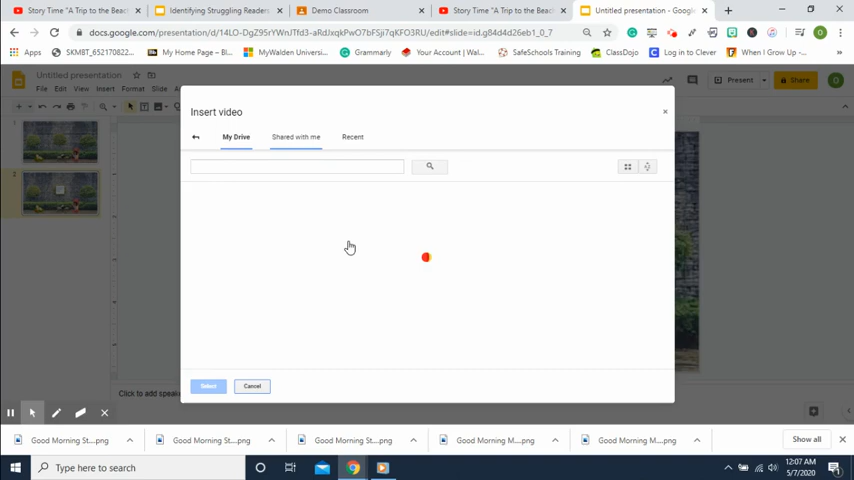 Story Time "A Trip to the Beac
Identifying Struggling Readers
Demo Classroom
Story Time "A Trip to the Beac
Untitled presentation - Google
docs.google.com/presentation/d/14LO-DgZ95rYWnJTfd3-aRdJxqkPwO7bFSji7qKFO3RU/edit#slide=id.g84d4d26eb1_0_7
Apps
SKMBT_652170822...
My Home Page – Bl...
MyWalden Universi...
Grammarly
Your Account | Wal...
SafeSchools Training
ClassDojo
Log in to Clever
When I Grow Up -...
Untitled presentation
File Edit View Insert Format Slide
Present
Share
Insert video
My Drive
Shared with me
Recent
Select
Cancel
Click to add speake
Good Morning St....png
Good Morning St....png
Good Morning St....png
Good Morning M....png
Good Morning M....png
Show all
Type here to search
12:07 AM
5/7/2020